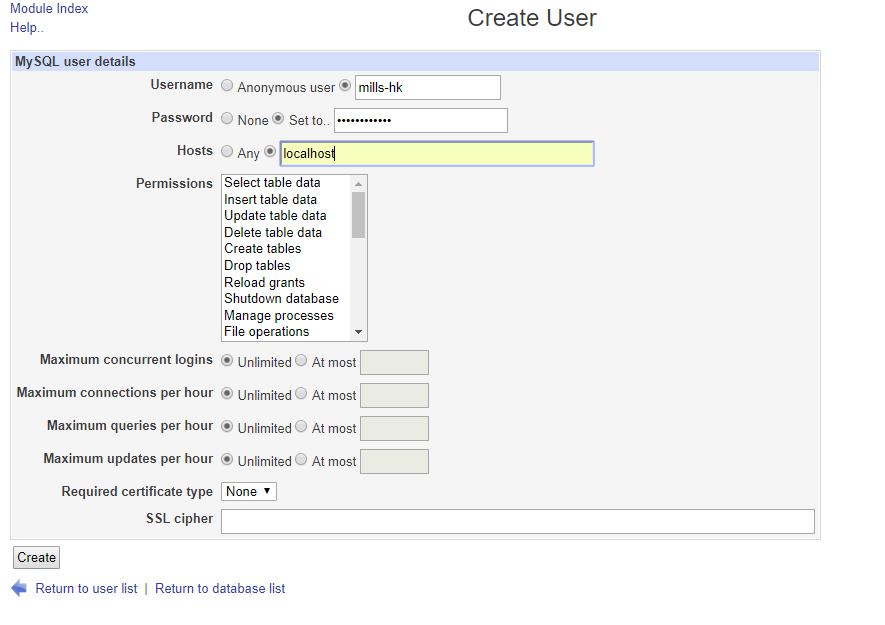 Module Index
Help..
Create User
MySQL user details
Username Anonymous user mills-hk
Password None Set to.. ••••••••••••
Hosts Any localhost
Permissions
Select table data
Insert table data
Update table data
Delete table data
Create tables
Drop tables
Reload grants
Shutdown database
Manage processes
File operations
Maximum concurrent logins Unlimited At most
Maximum connections per hour Unlimited At most
Maximum queries per hour Unlimited At most
Maximum updates per hour Unlimited At most
Required certificate type None
SSL cipher
Create
Return to user list | Return to database list